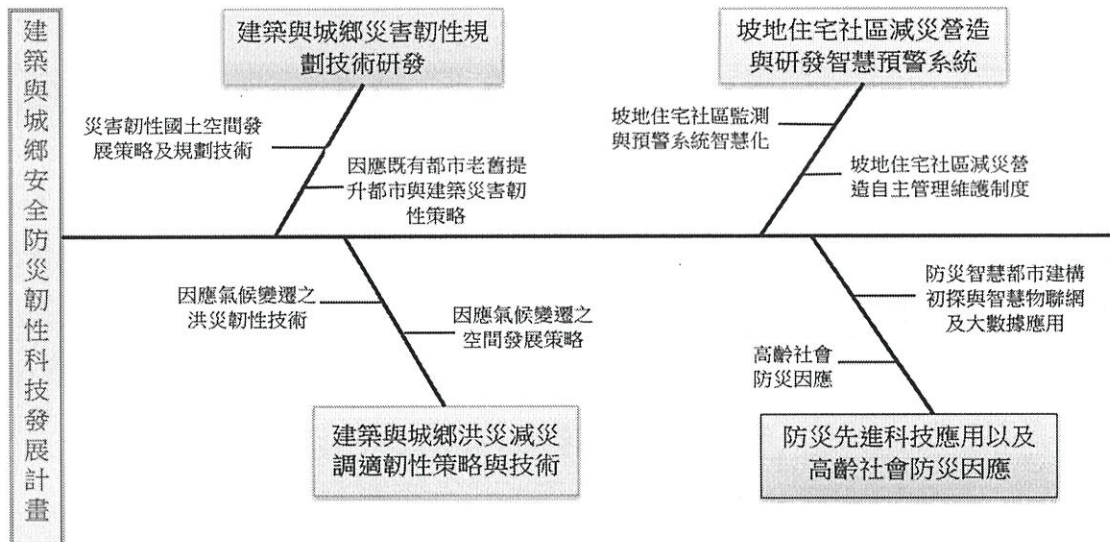 建築與城鄉安全防災韌性科技發展計畫
建築與城鄉災害韌性規
劃技術研發
災害韌性國土空間發
展策略及規劃技術
因應既有都市老舊提
升都市與建築災害韌
性策略
坡地住宅社區減災營造
與研發智慧預警系統
坡地住宅社區監測
與預警系統智慧化
坡地住宅社區減災營
造自主管理維護制度
因應氣候變遷之
洪災韌性技術
因應氣候變遷之
空間發展策略
建築與城鄉洪災減災
調適韌性策略與技術
防災智慧都市建構
初探與智慧物聯網
及大數據應用
高齡社會
防災因應
防災先進科技應用以及
高齡社會防災因應